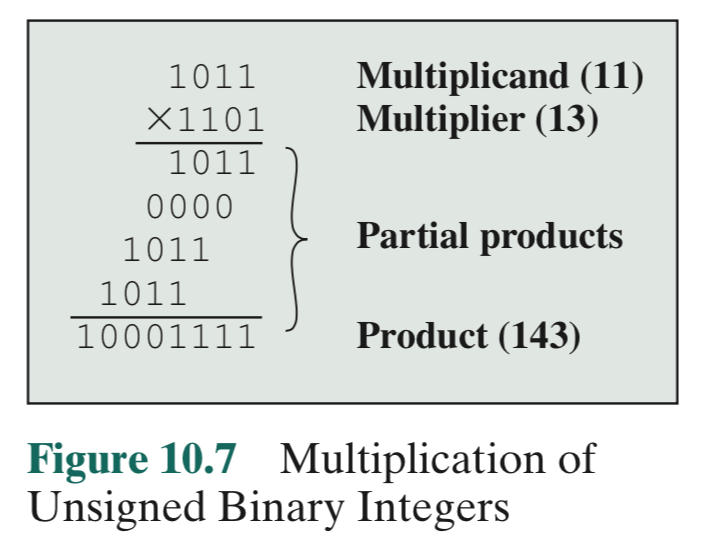 1011 Multiplicand (11)
×1101 Multiplier (13)
1011
0000
Partial products
1011
1011
10001111 Product (143)
Figure 10.7 Multiplication of
Unsigned Binary Integers